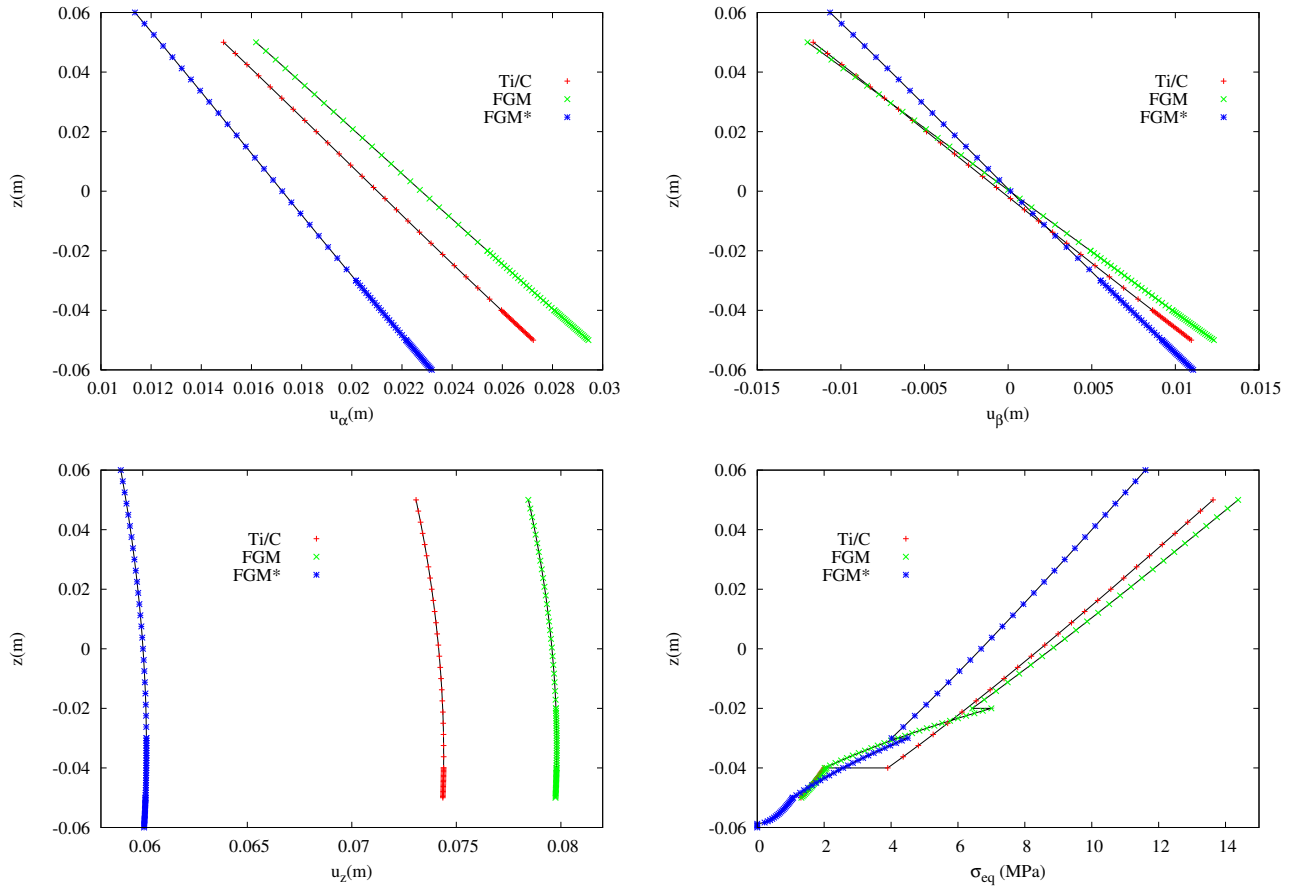 0.06
0.04
0.02
0
-0.02
-0.04
-0.06
z(m)
0.01 0.012 0.014 0.016 0.018 0.02 0.022 0.024 0.026 0.028 0.03
u_α(m)
Ti/C
FGM
FGM*
0.06
0.04
0.02
0
-0.02
-0.04
-0.06
z(m)
-0.015 -0.01 -0.005 0 0.005 0.01 0.015
u_β(m)
Ti/C
FGM
FGM*
0.06
0.04
0.02
0
-0.02
-0.04
-0.06
z(m)
0.06 0.065 0.07 0.075 0.08
u_z(m)
Ti/C
FGM
FGM*
0.06
0.04
0.02
0
-0.02
-0.04
-0.06
z(m)
0 2 4 6 8 10 12 14
σ_eq (MPa)
Ti/C
FGM
FGM*